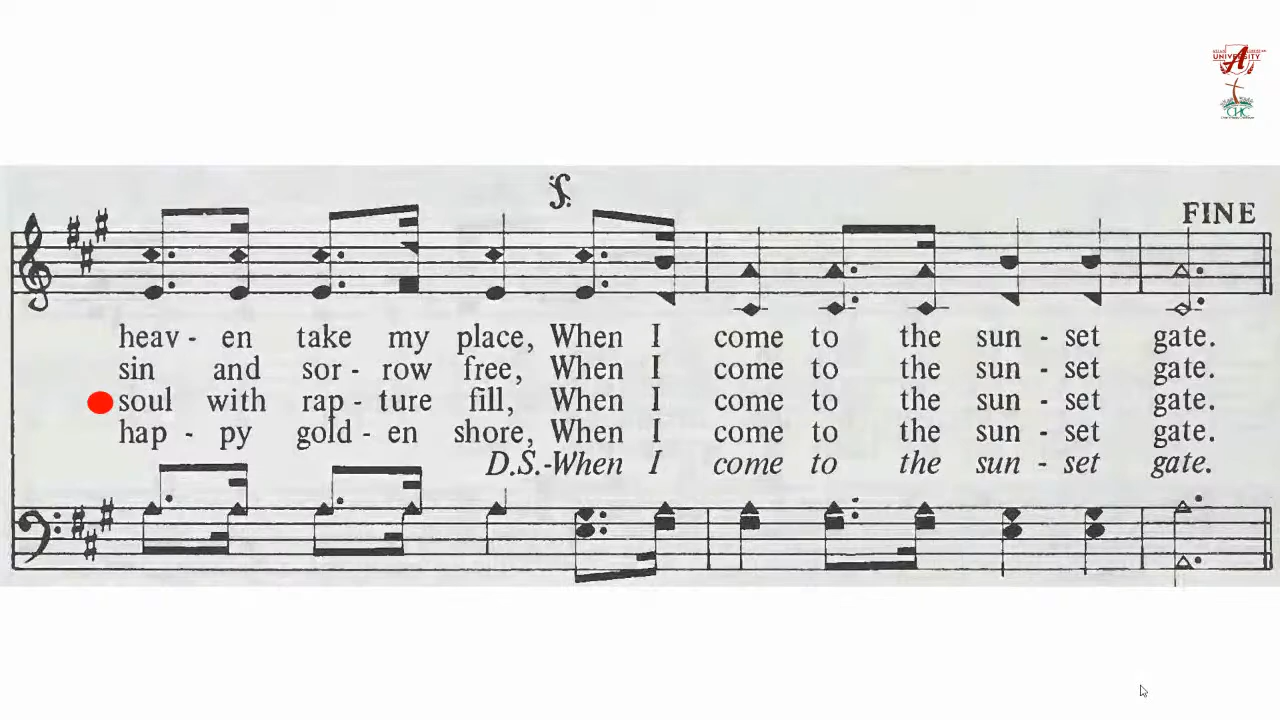 UNIVERSITY
CHC
FINE
heav - en take my place, When I come to the sun - set gate.
sin and sor - row free, When I come to the sun - set gate.
soul with rap - ture fill, When I come to the sun - set gate.
hap - py gold - en shore, When I come to the sun - set gate.
D.S.-When I come to the sun - set gate.